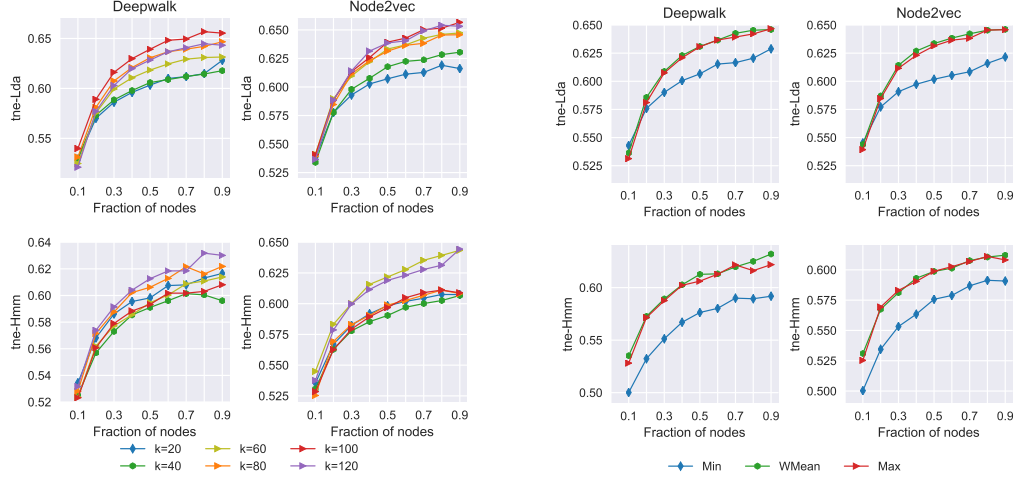 Deepwalk
Node2vec
Deepwalk
Node2vec
tne-Lda
0.65
0.60
0.55
0.1 0.3 0.5 0.7 0.9
Fraction of nodes
tne-Lda
0.650
0.625
0.600
0.575
0.550
0.525
0.1 0.3 0.5 0.7 0.9
Fraction of nodes
tne-Lda
0.650
0.625
0.600
0.575
0.550
0.525
0.1 0.3 0.5 0.7 0.9
Fraction of nodes
tne-Lda
0.650
0.625
0.600
0.575
0.550
0.525
0.1 0.3 0.5 0.7 0.9
Fraction of nodes
tne-Hmm
0.64
0.62
0.60
0.58
0.56
0.54
0.52
0.1 0.3 0.5 0.7 0.9
Fraction of nodes
tne-Hmm
0.650
0.625
0.600
0.575
0.550
0.525
0.1 0.3 0.5 0.7 0.9
Fraction of nodes
Deepwalk
tne-Hmm
0.60
0.55
0.50
0.1 0.3 0.5 0.7 0.9
Fraction of nodes
Node2vec
tne-Hmm
0.600
0.575
0.550
0.525
0.500
0.1 0.3 0.5 0.7 0.9
Fraction of nodes
k=20 k=60 k=100
k=40 k=80 k=120
Min WMean Max